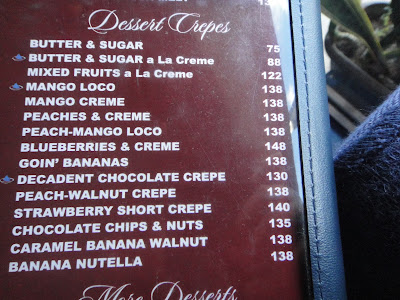 138
Dessert Crepes
BUTTER & SUGAR 75
BUTTER & SUGAR a La Creme 88
MIXED FRUITS a La Creme 122
MANGO LOCO 138
MANGO CREME 138
PEACHES & CREME 138
PEACH-MANGO LOCO 138
BLUEBERRIES & CREME 148
GOIN' BANANAS 138
DECADENT CHOCOLATE CREPE 130
PEACH-WALNUT CREPE 138
STRAWBERRY SHORT CREPE 140
CHOCOLATE CHIPS & NUTS 135
CARAMEL BANANA WALNUT 138
BANANA NUTELLA 138
More Desserts